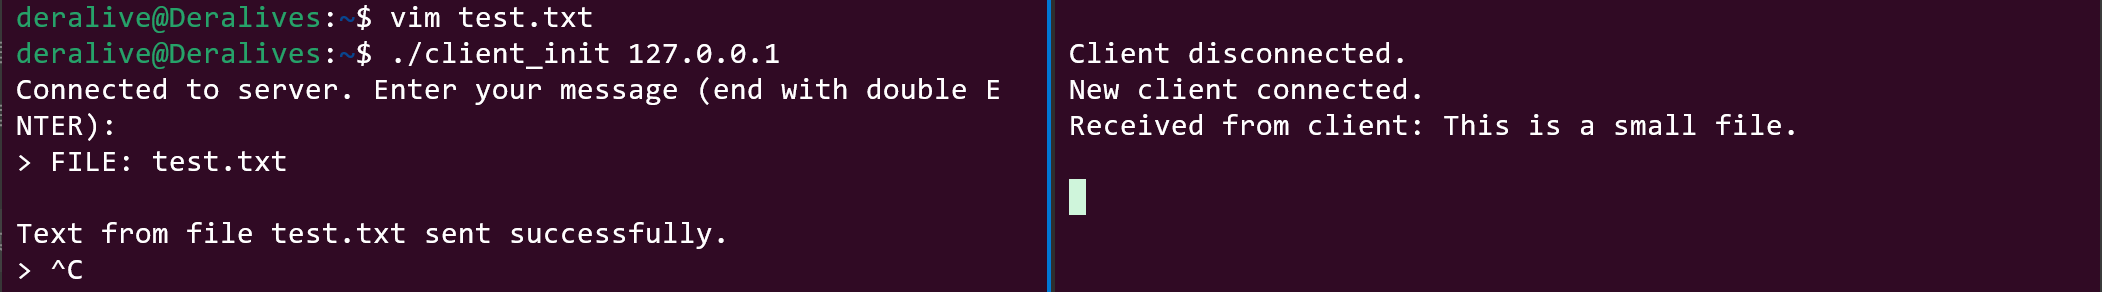 deralive@Deralives:~$ vim test.txt
deralive@Deralives:~$ ./client_init 127.0.0.1
Connected to server. Enter your message (end with double E
NTER):
> FILE: test.txt
Text from file test.txt sent successfully.
> ^C
Client disconnected.
New client connected.
Received from client: This is a small file.